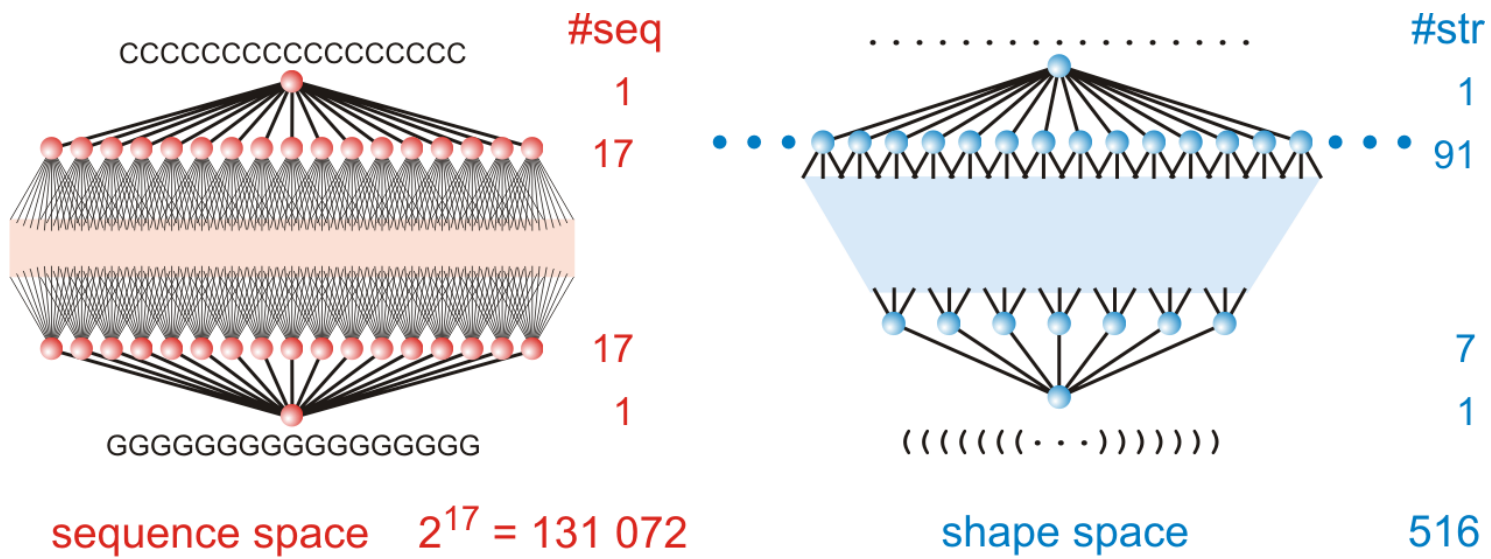 #seq
CCCCCCCCCCCCCCCCC
1
17
17
1
GGGGGGGGGGGGGGGGG
sequence space 2^17 = 131 072
#str
.................
1
91
7
1
(((((((···)))))))
shape space 516